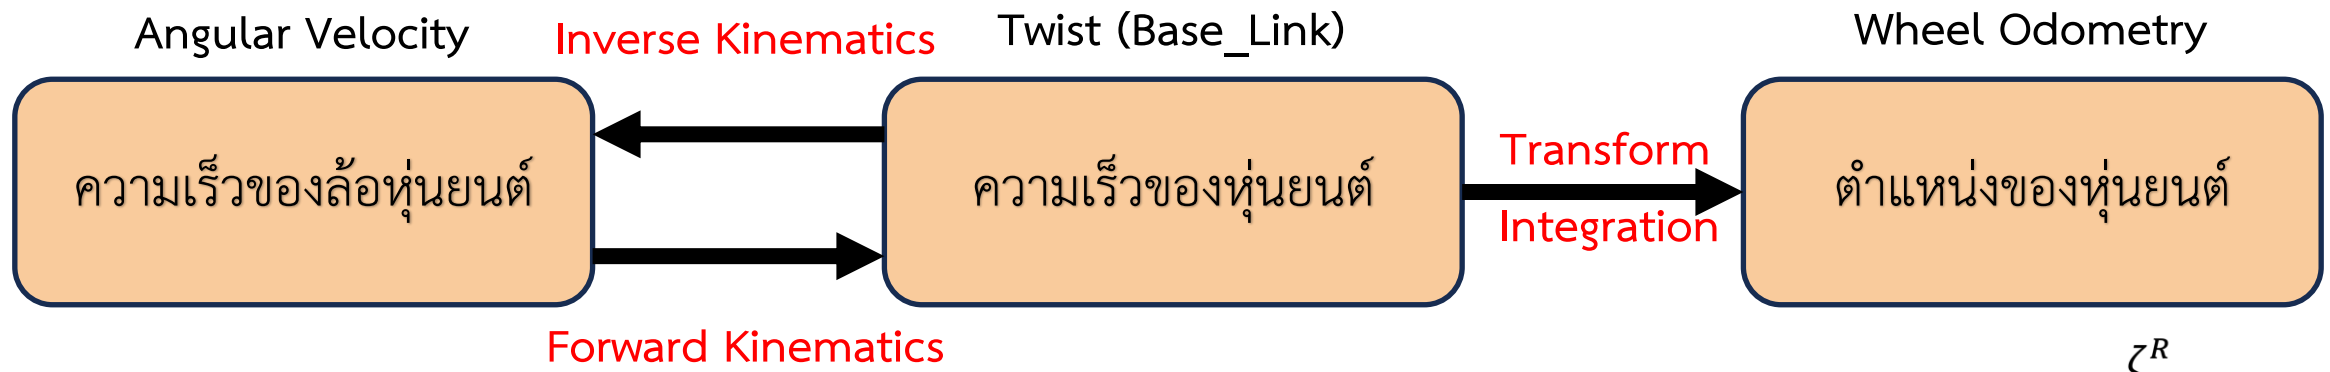 Angular Velocity
Inverse Kinematics
Twist (Base_Link)
Wheel Odometry
ความเร็วของล้อหุ่นยนต์
ความเร็วของหุ่นยนต์
Transform
Integration
ตำแหน่งของหุ่นยนต์
Forward Kinematics
ζᴿ